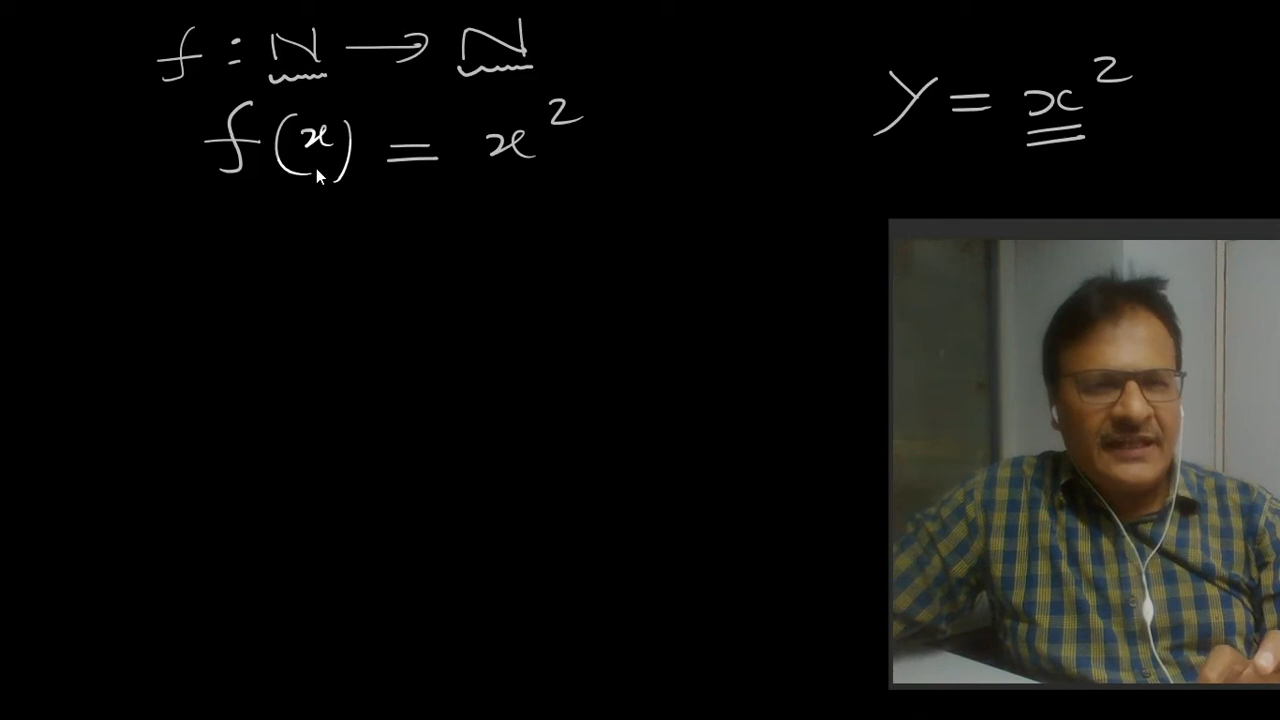 f : N → N
f(x) = x²
y = x²